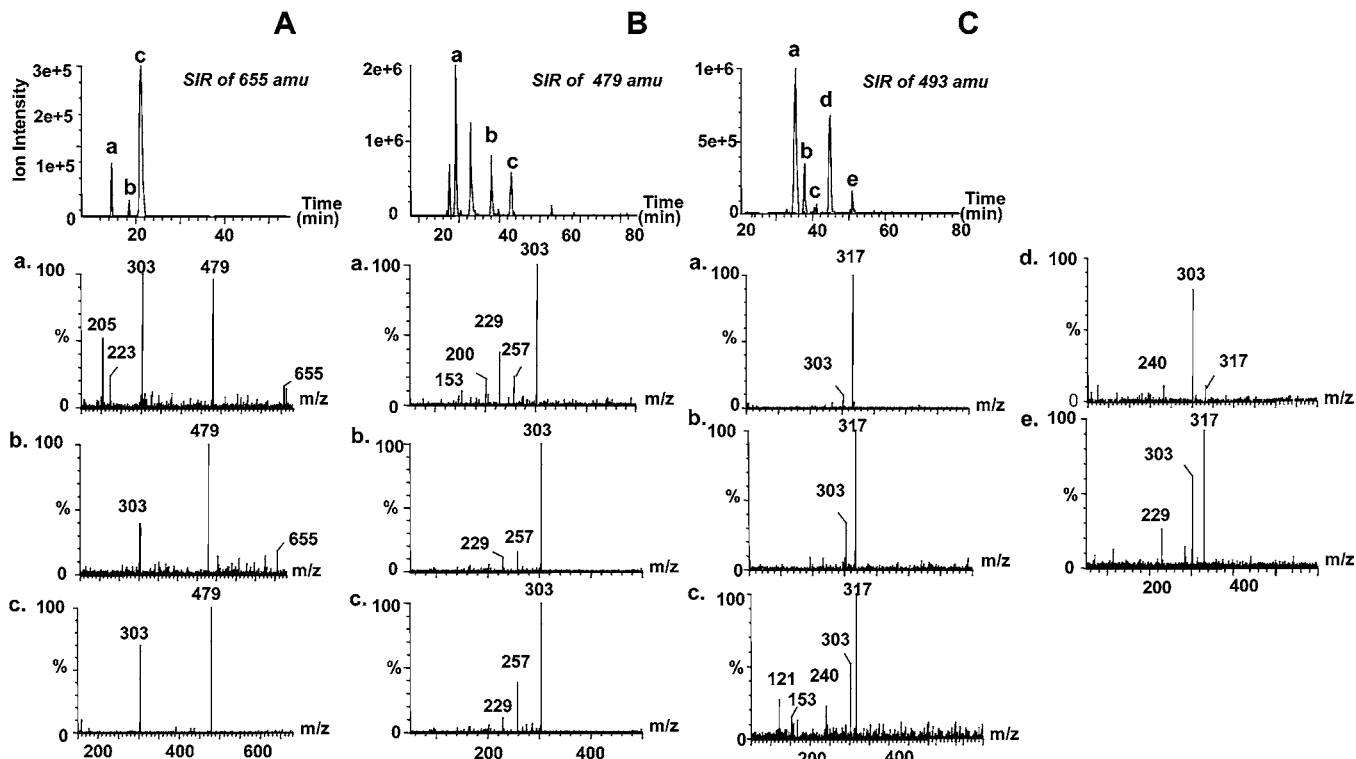 A
B
C
Ion Intensity
3e+5
2e+5
1e+5
0
a
b
c
SIR of 655 amu
Time
(min)
20 40
2e+6
1e+6
0
a
b
c
SIR of 479 amu
Time
(min)
20 40 60 80
1e+6
5e+5
0
a
b
c
d
e
SIR of 493 amu
Time
(min)
20 40 60 80
a.
100
%
0
205
223
303
479
655
m/z
a.
100
%
0
153
200
229
257
303
m/z
a.
100
%
0
303
317
m/z
d.
100
%
0
240
303
317
m/z
b.
100
%
0
303
479
655
m/z
b.
100
%
0
229
257
303
m/z
b.
100
%
0
303
317
m/z
e.
100
%
0
229
303
317
m/z
200 400
c.
100
%
0
303
479
m/z
200 400 600
c.
100
%
0
229
257
303
m/z
200 400
c.
100
%
0
121
153
240
303
317
m/z
200 400